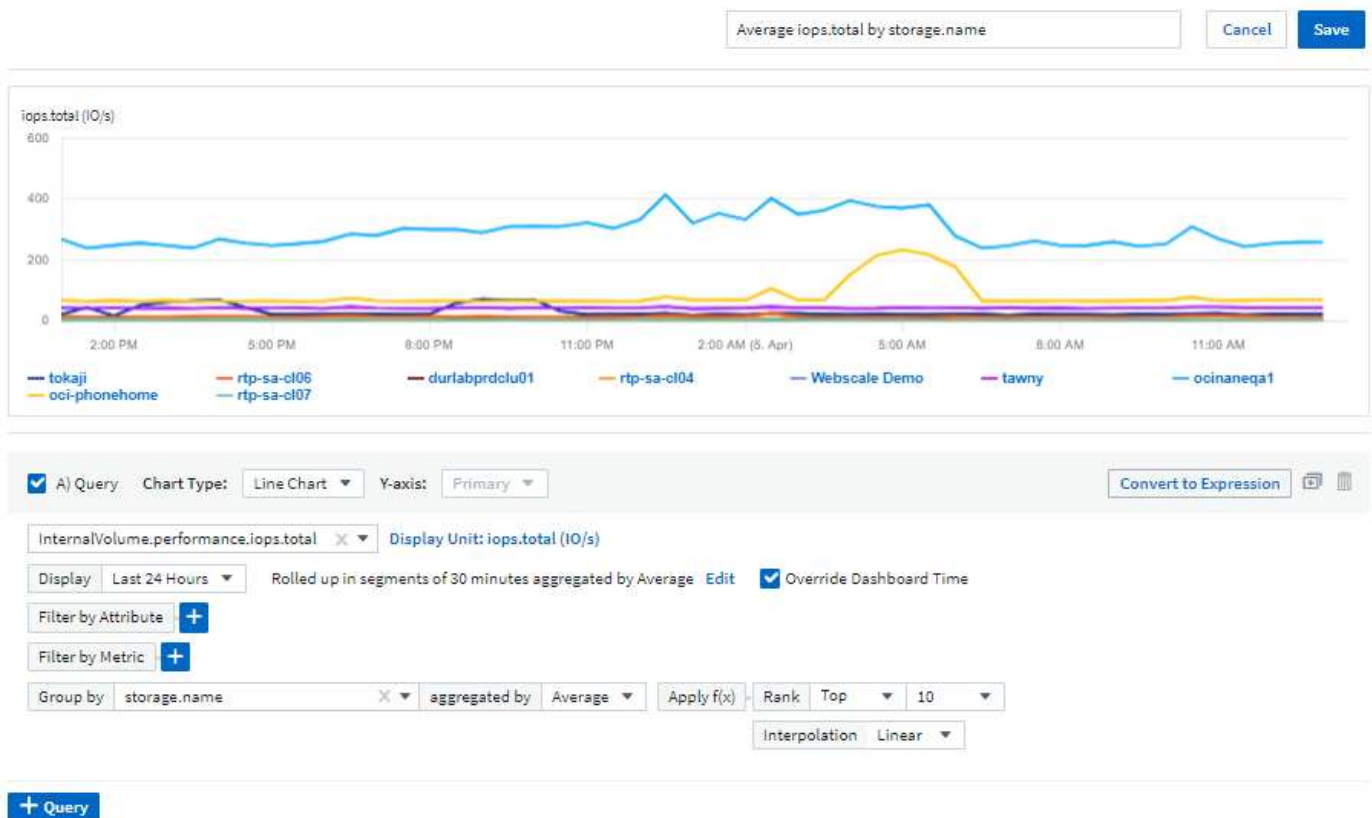 Average iops.total by storage.name Cancel Save
iops.total (IO/s)
600
400
200
0
2:00 PM 5:00 PM 8:00 PM 11:00 PM 2:00 AM (5. Apr) 5:00 AM 8:00 AM 11:00 AM
tokaji rtp-sa-cl06 durlabprdclu01 rtp-sa-cl04 Webscale Demo tawny ocinaneqa1
oci-phonehome rtp-sa-cl07
A) Query Chart Type: Line Chart Y-axis: Primary Convert to Expression
InternalVolume.performance.iops.total Display Unit: iops.total (IO/s)
Display Last 24 Hours Rolled up in segments of 30 minutes aggregated by Average Edit Override Dashboard Time
Filter by Attribute +
Filter by Metric +
Group by storage.name aggregated by Average Apply f(x) Rank Top 10
Interpolation Linear
+ Query